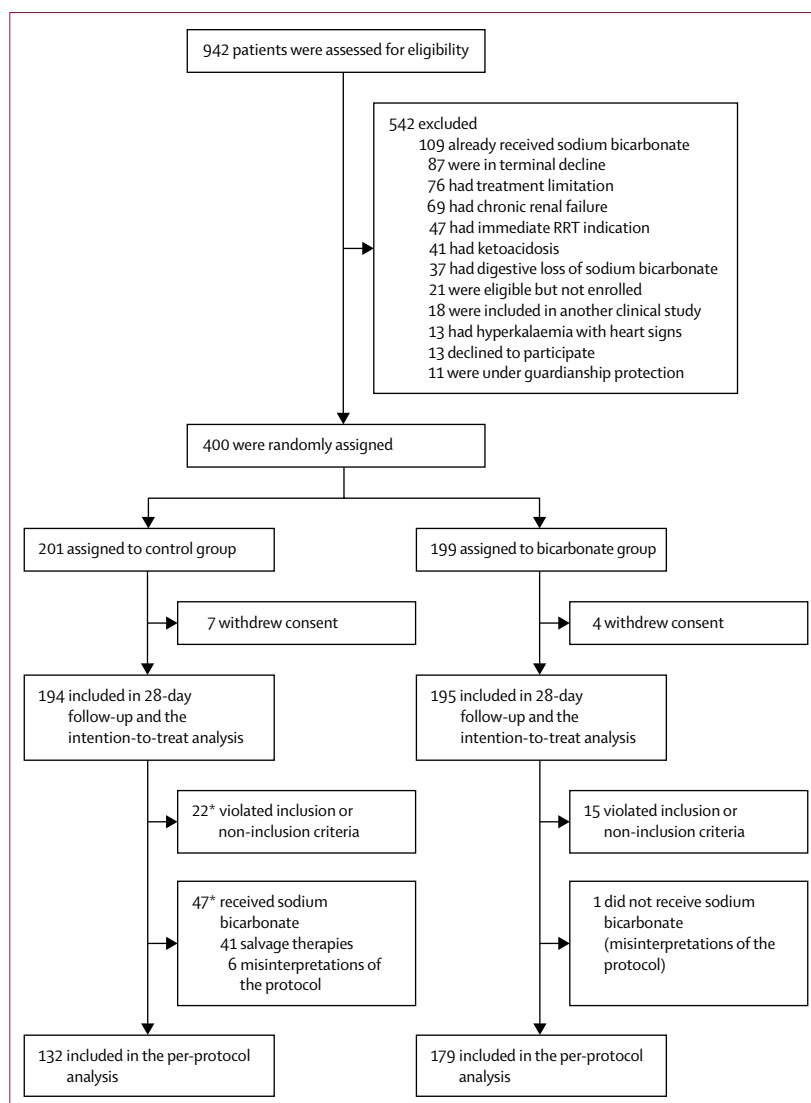 942 patients were assessed for eligibility
542 excluded
109 already received sodium bicarbonate
87 were in terminal decline
76 had treatment limitation
69 had chronic renal failure
47 had immediate RRT indication
41 had ketoacidosis
37 had digestive loss of sodium bicarbonate
21 were eligible but not enrolled
18 were included in another clinical study
13 had hyperkalaemia with heart signs
13 declined to participate
11 were under guardianship protection
400 were randomly assigned
201 assigned to control group
199 assigned to bicarbonate group
7 withdrew consent
4 withdrew consent
194 included in 28-day
follow-up and the
intention-to-treat analysis
195 included in 28-day
follow-up and the
intention-to-treat analysis
22* violated inclusion or
non-inclusion criteria
15 violated inclusion or
non-inclusion criteria
47* received sodium
bicarbonate
41 salvage therapies
6 misinterpretations of
the protocol
1 did not receive sodium
bicarbonate
(misinterpretations of the
protocol)
132 included in the per-protocol
analysis
179 included in the per-protocol
analysis